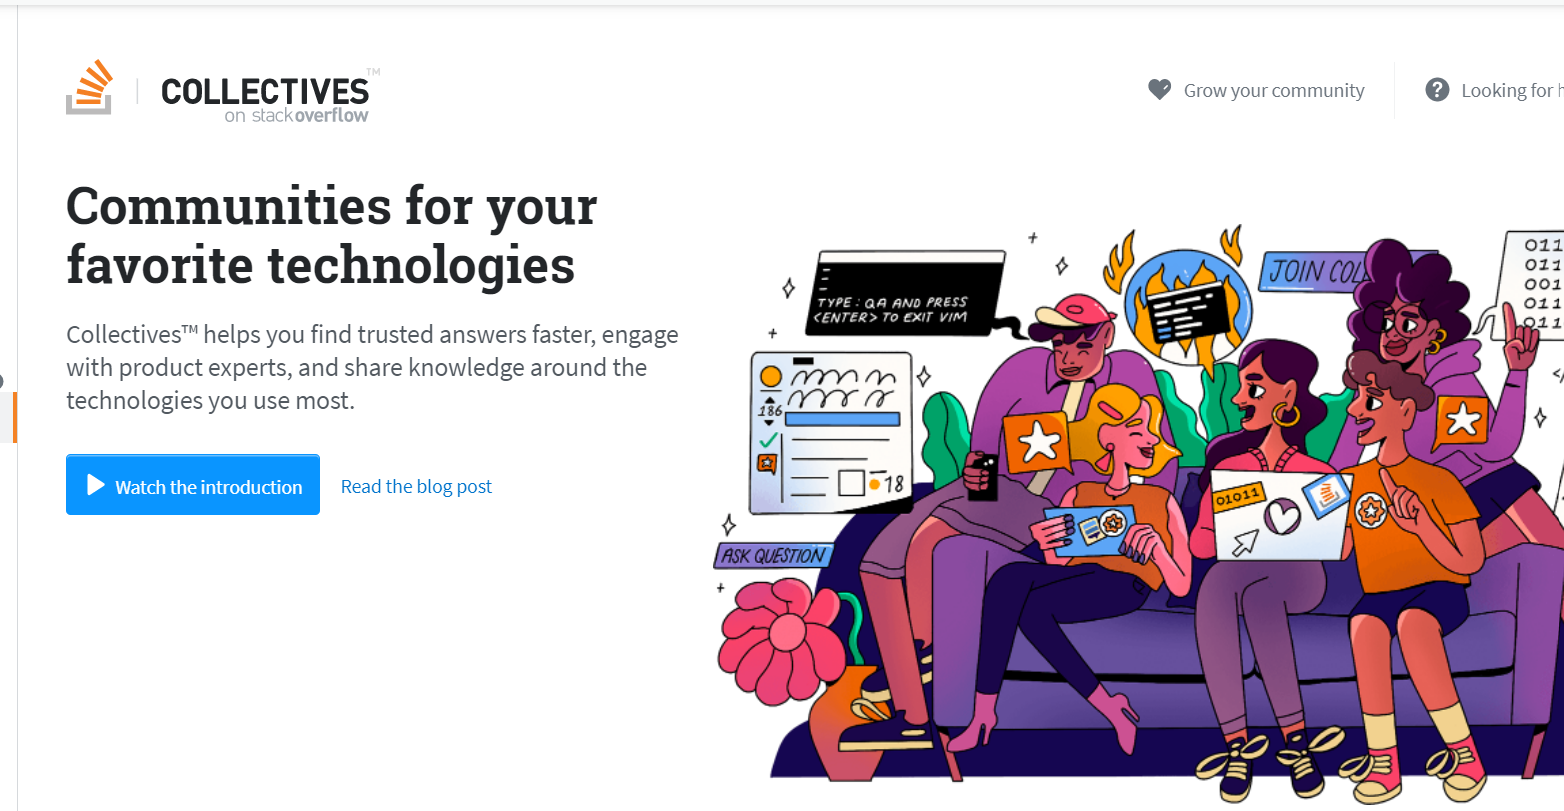 COLLECTIVES™
on stackoverflow
Grow your community
Looking for
Communities for your
favorite technologies
Collectives™ helps you find trusted answers faster, engage
with product experts, and share knowledge around the
technologies you use most.
Watch the introduction
Read the blog post
TYPE: QA AND PRESS
<ENTER> TO EXIT VIM
JOIN COL
011
011
001
011
011
186
18
</
01011
ASK QUESTION